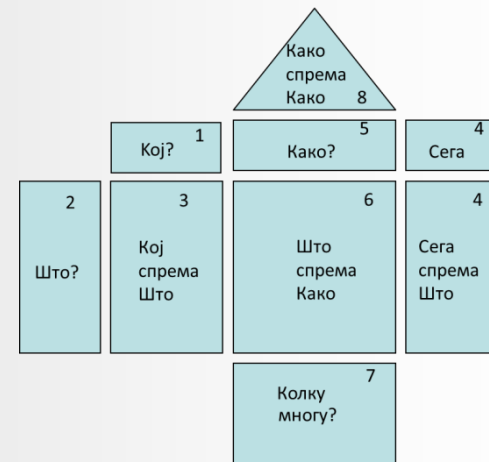 Како
спрема
Како 8
Кој? 1
Како? 5
Сега 4
Што? 2
3
Кој
спрема
Што
6
Што
спрема
Како
4
Сега
спрема
Што
7
Колку
многу?